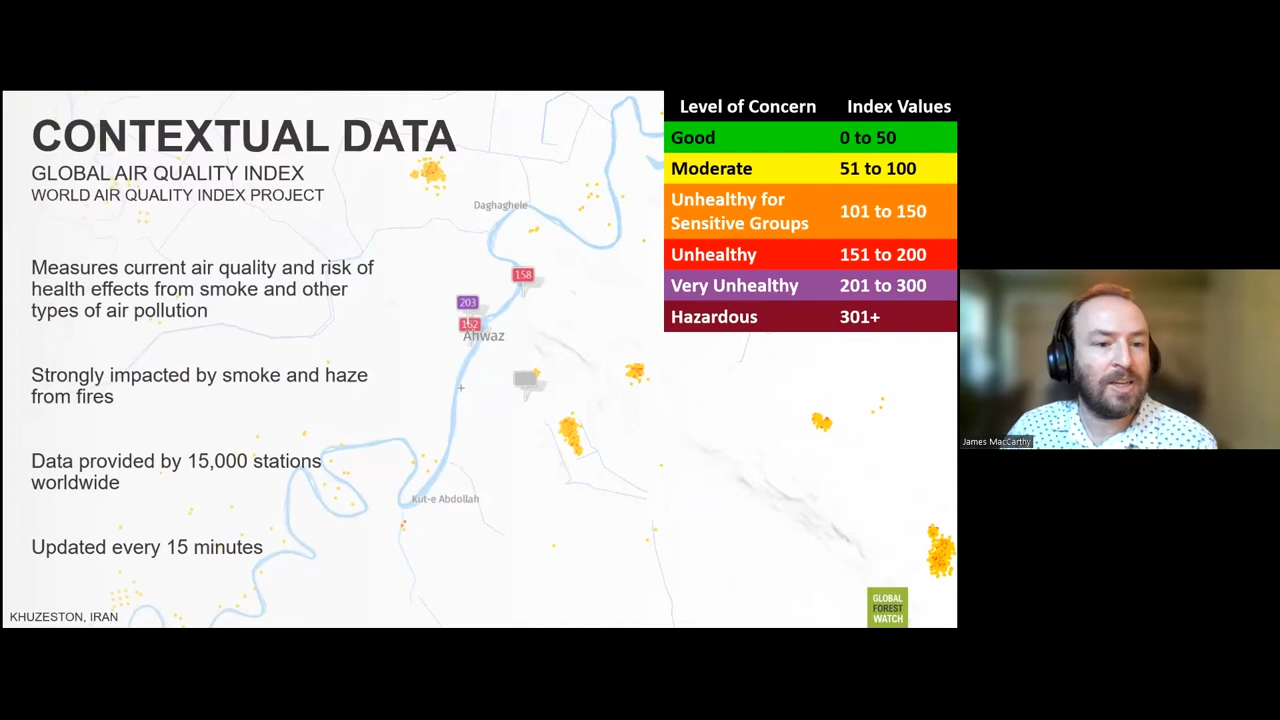 CONTEXTUAL DATA
GLOBAL AIR QUALITY INDEX
WORLD AIR QUALITY INDEX PROJECT
Measures current air quality and risk of
health effects from smoke and other
types of air pollution
Strongly impacted by smoke and haze
from fires
Data provided by 15,000 stations
worldwide
Updated every 15 minutes
KHUZESTON, IRAN
Daghaghele
158
203
162
Ahwaz
Kut-e Abdollah
Level of Concern Index Values
Good 0 to 50
Moderate 51 to 100
Unhealthy for
Sensitive Groups 101 to 150
Unhealthy 151 to 200
Very Unhealthy 201 to 300
Hazardous 301+
GLOBAL
FOREST
WATCH
James MacCarthy